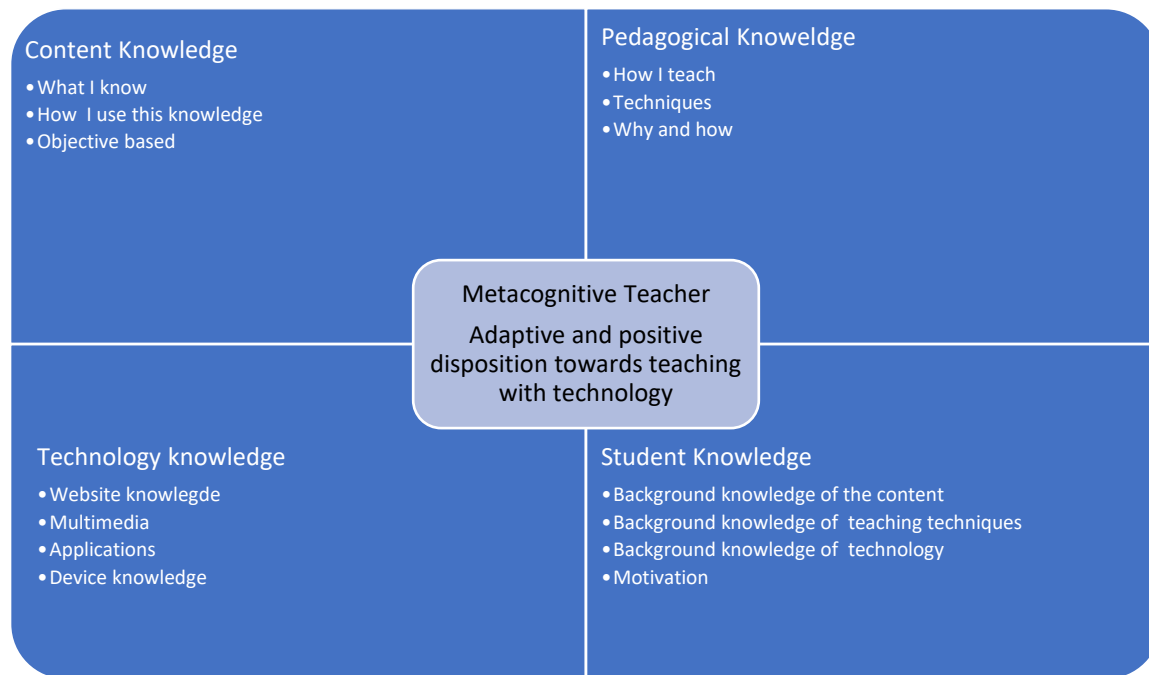 Content Knowledge
•What I know
•How I use this knowledge
•Objective based
Pedagogical Knoweldge
•How I teach
•Techniques
•Why and how
Metacognitive Teacher
Adaptive and positive
disposition towards teaching
with technology
Technology knowledge
•Website knowlegde
•Multimedia
•Applications
•Device knowledge
Student Knowledge
•Background knowledge of the content
•Background knowledge of teaching techniques
•Background knowledge of technology
•Motivation